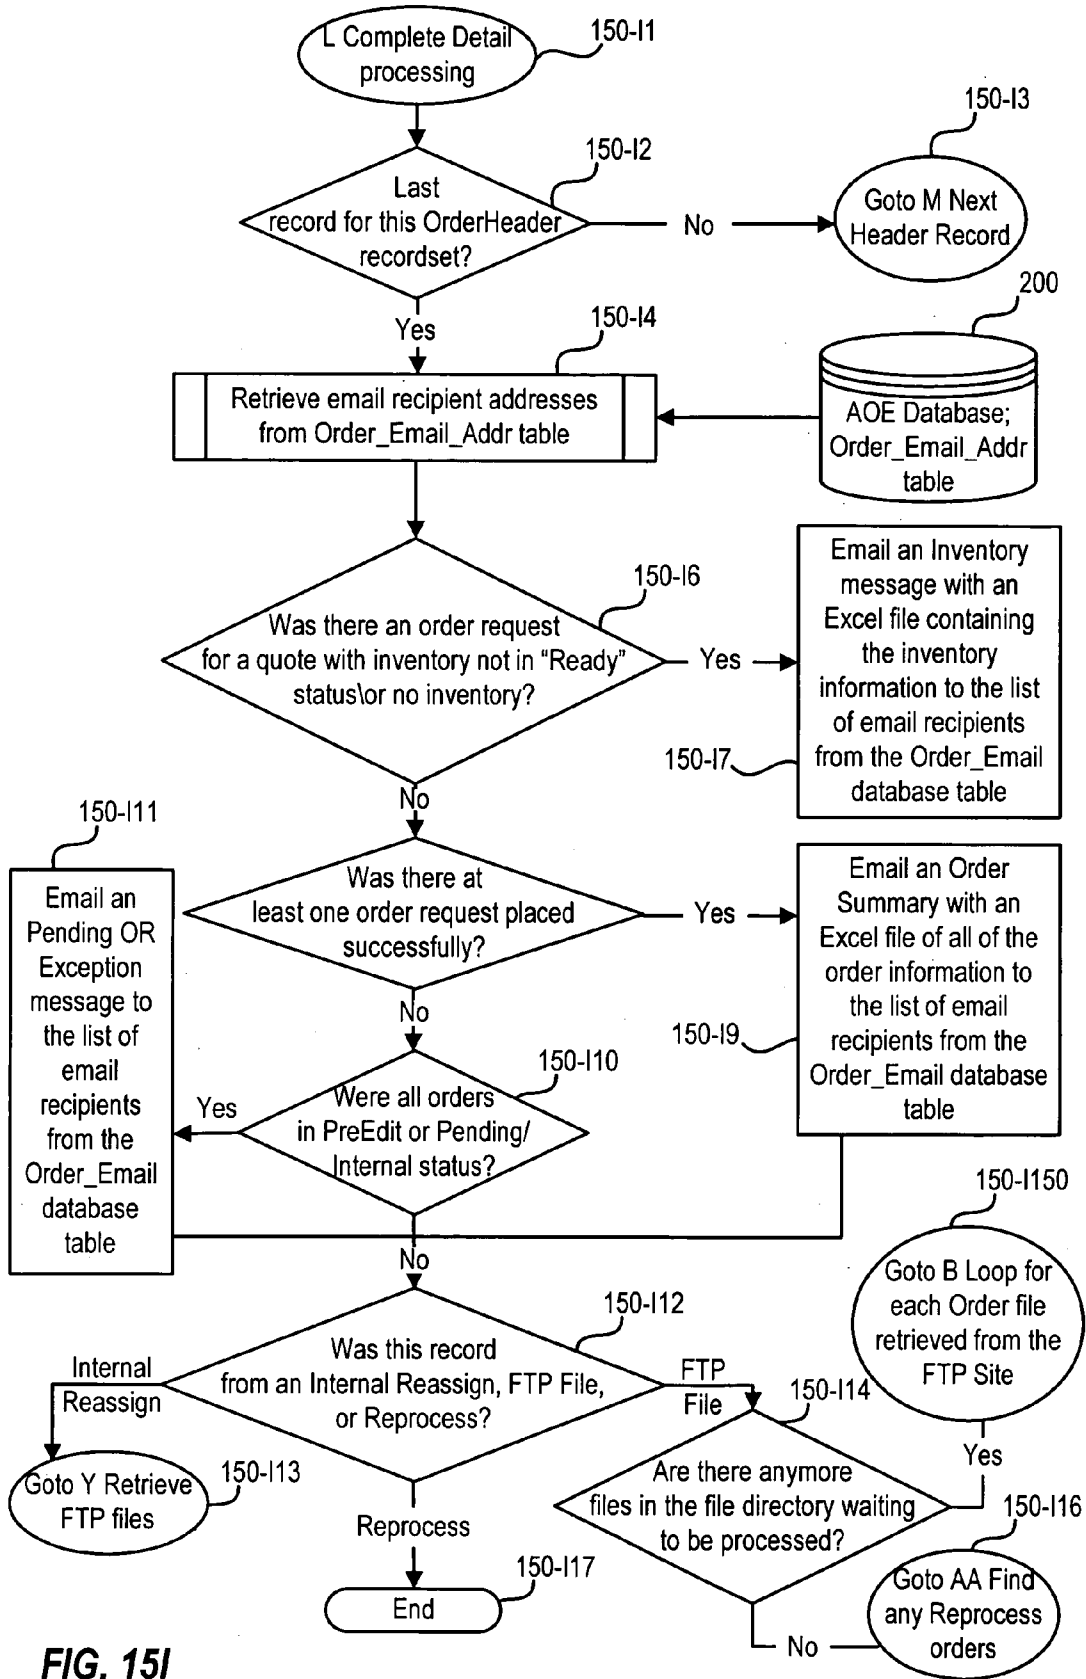 L Complete Detail
processing
150-I1
150-I3
150-I2
Last
record for this OrderHeader
recordset?
No
Goto M Next
Header Record
Yes
150-I4
200
Retrieve email recipient addresses
from Order_Email_Addr table
AOE Database;
Order_Email_Addr
table
150-I6
Was there an order request
for a quote with inventory not in “Ready”
status\or no inventory?
Yes
Email an Inventory
message with an
Excel file containing
the inventory
information to the list
of email recipients
from the Order_Email
database table
150-I7
No
150-I11
Was there at
least one order request placed
successfully?
Yes
Email an Order
Summary with an
Excel file of all of the
order information to
the list of email
recipients from the
Order_Email database
table
150-I9
Email an
Pending OR
Exception
message to
the list of
email
recipients
from the
Order_Email
database
table
No
150-I10
Were all orders
in PreEdit or Pending/
Internal status?
Yes
No
150-I150
Goto B Loop for
each Order file
retrieved from the
FTP Site
150-I12
Was this record
from an Internal Reassign, FTP File,
or Reprocess?
Internal
Reassign
FTP
File
150-I14
Goto Y Retrieve
FTP files
150-I13
Are there anymore
files in the file directory waiting
to be processed?
Yes
150-I16
Goto AA Find
any Reprocess
orders
No
Reprocess
150-I17
End
FIG. 15I